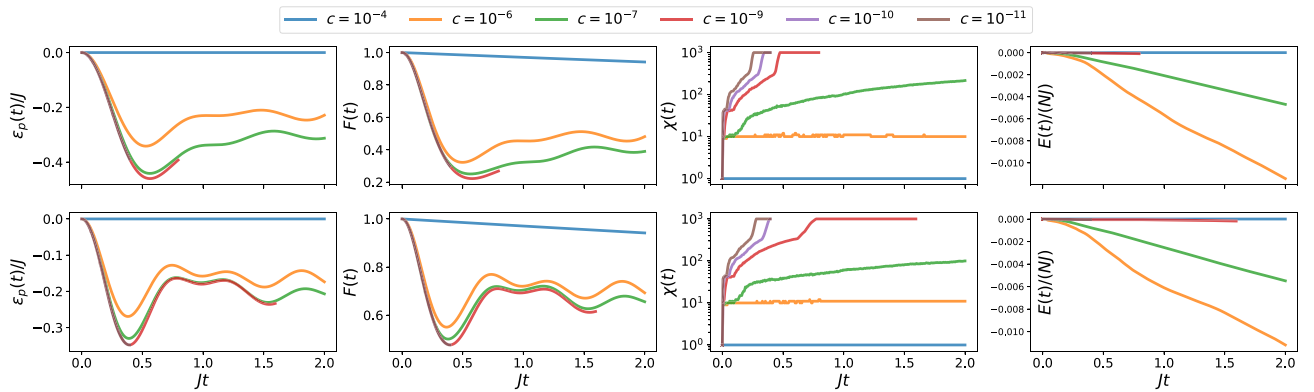 c = 10⁻⁴ c = 10⁻⁶ c = 10⁻⁷ c = 10⁻⁹ c = 10⁻¹⁰ c = 10⁻¹¹
εₚ(t)/J
0.0
−0.2
−0.4
F(t)
1.0
0.8
0.6
0.4
0.2
χ(t)
10³
10²
10¹
10⁰
E(t)/(NJ)
0.000
−0.002
−0.004
−0.006
−0.008
−0.010
εₚ(t)/J
0.0
−0.1
−0.2
−0.3
0.0 0.5 1.0 1.5 2.0
Jt
F(t)
1.0
0.8
0.6
0.0 0.5 1.0 1.5 2.0
Jt
χ(t)
10³
10²
10¹
10⁰
0.0 0.5 1.0 1.5 2.0
Jt
E(t)/(NJ)
0.000
−0.002
−0.004
−0.006
−0.008
−0.010
0.0 0.5 1.0 1.5 2.0
Jt